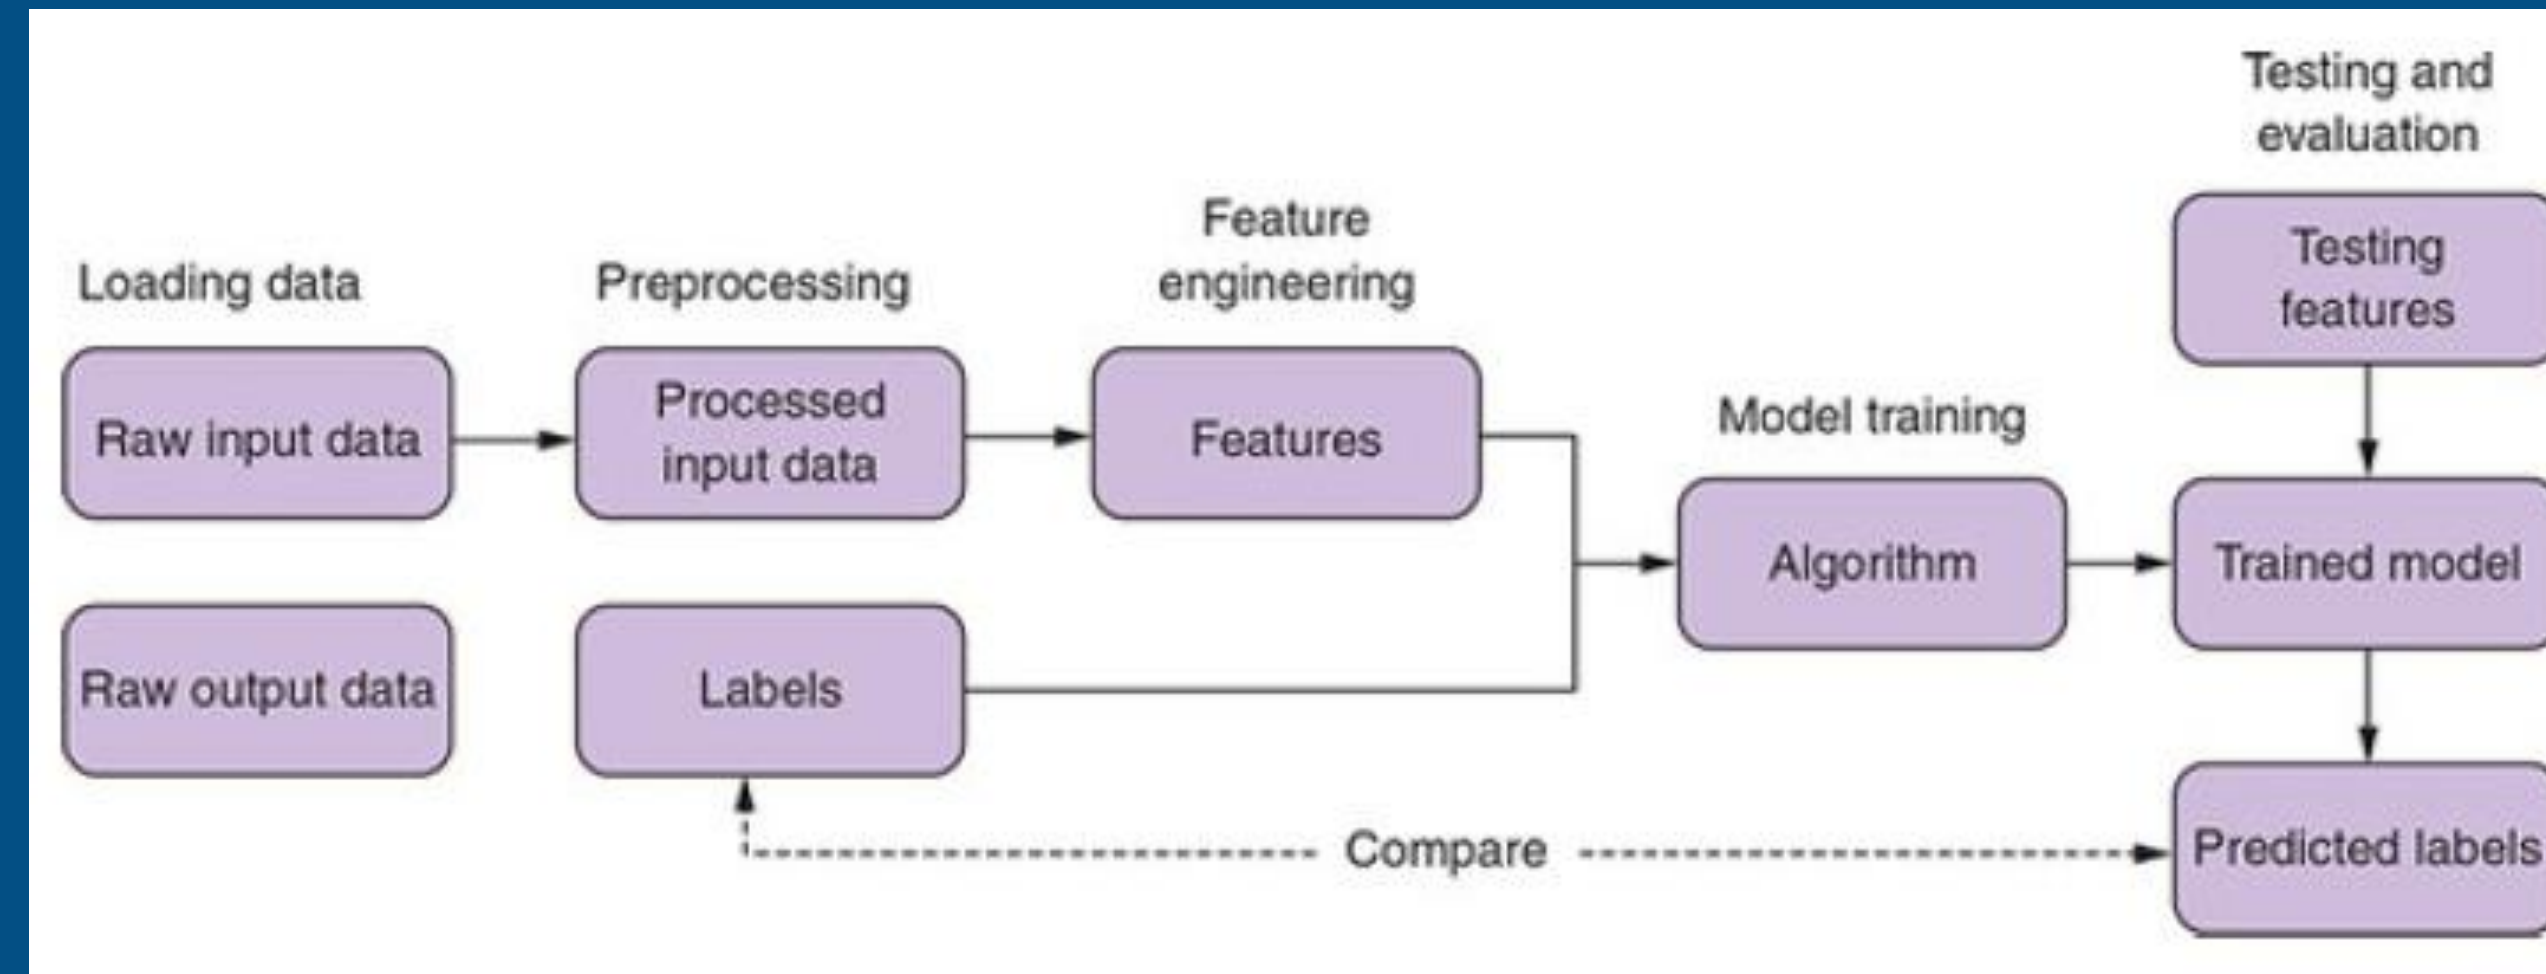 Testing and
evaluation
Testing
features
Feature
engineering
Loading data
Preprocessing
Raw input data
Processed
input data
Features
Model training
Algorithm
Trained model
Raw output data
Labels
Compare
Predicted labels